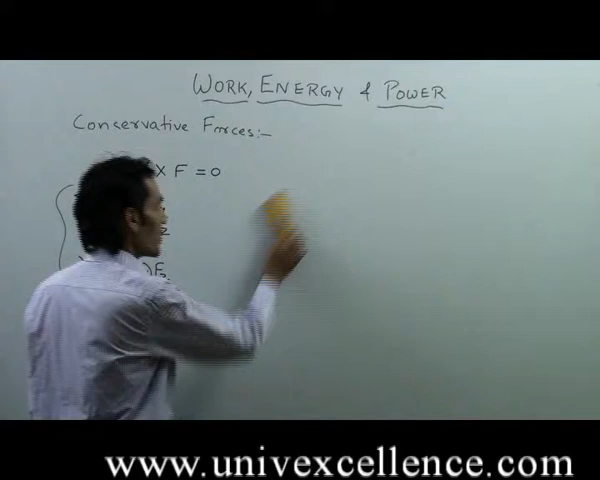 WORK, ENERGY & POWER
Conservative Forces:-
X F = 0
)F
www.univexcellence.com